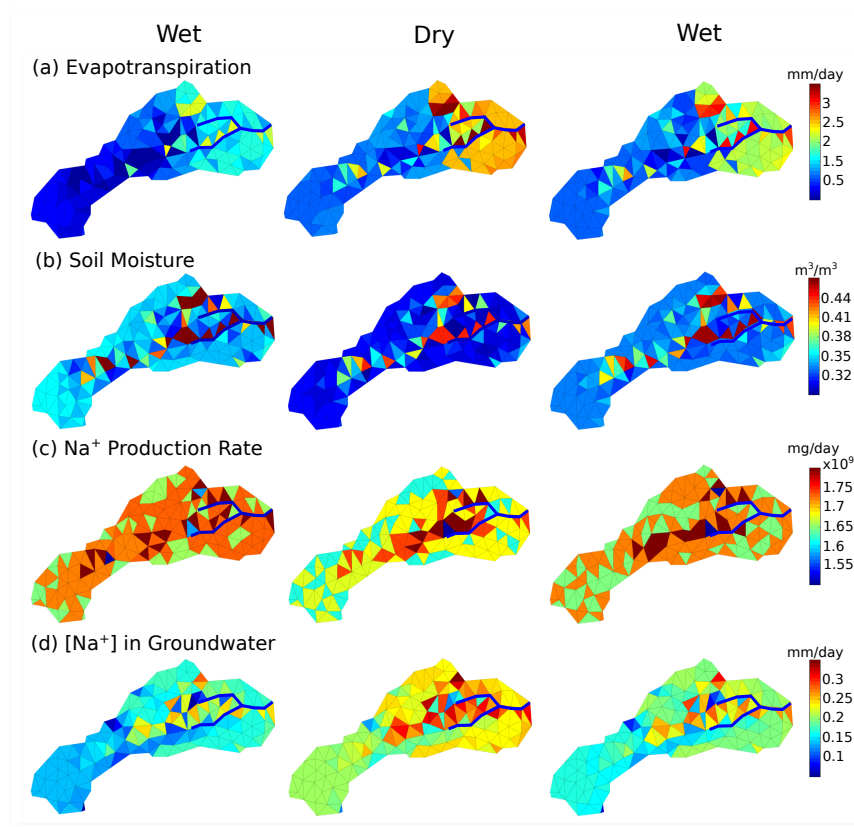 Wet Dry Wet
(a) Evapotranspiration
mm/day
3
2.5
2
1.5
0.5
(b) Soil Moisture
m³/m³
0.44
0.41
0.38
0.35
0.32
(c) Na⁺ Production Rate
mg/day
x10⁹
1.75
1.7
1.65
1.6
1.55
(d) [Na⁺] in Groundwater
mm/day
0.3
0.25
0.2
0.15
0.1